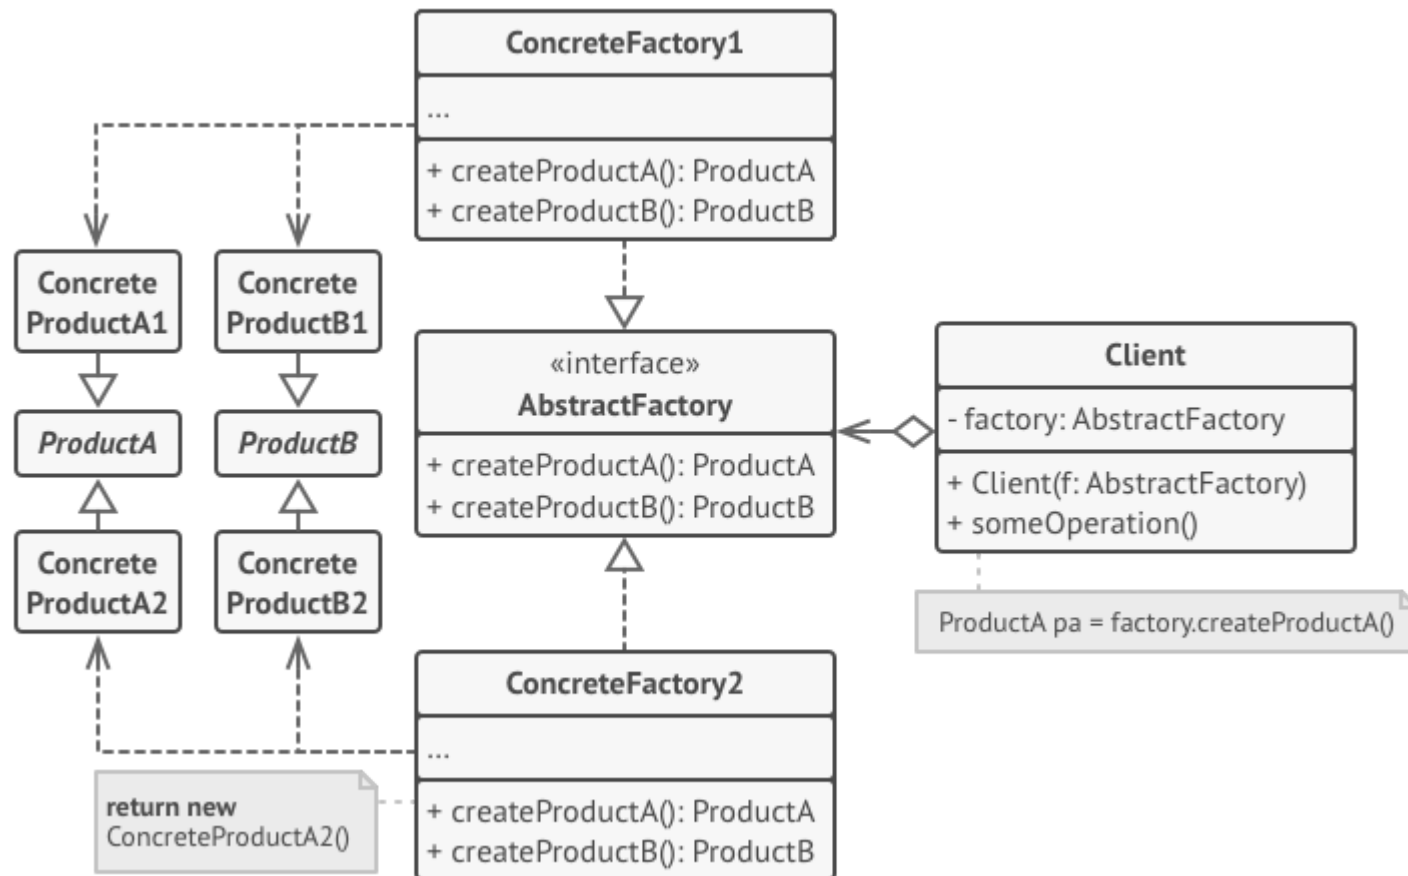 ConcreteFactory1
...
+ createProductA(): ProductA
+ createProductB(): ProductB
Concrete
ProductA1
Concrete
ProductB1
ProductA
ProductB
Concrete
ProductA2
Concrete
ProductB2
«interface»
AbstractFactory
+ createProductA(): ProductA
+ createProductB(): ProductB
Client
- factory: AbstractFactory
+ Client(f: AbstractFactory)
+ someOperation()
ProductA pa = factory.createProductA()
ConcreteFactory2
...
+ createProductA(): ProductA
+ createProductB(): ProductB
return new
ConcreteProductA2()